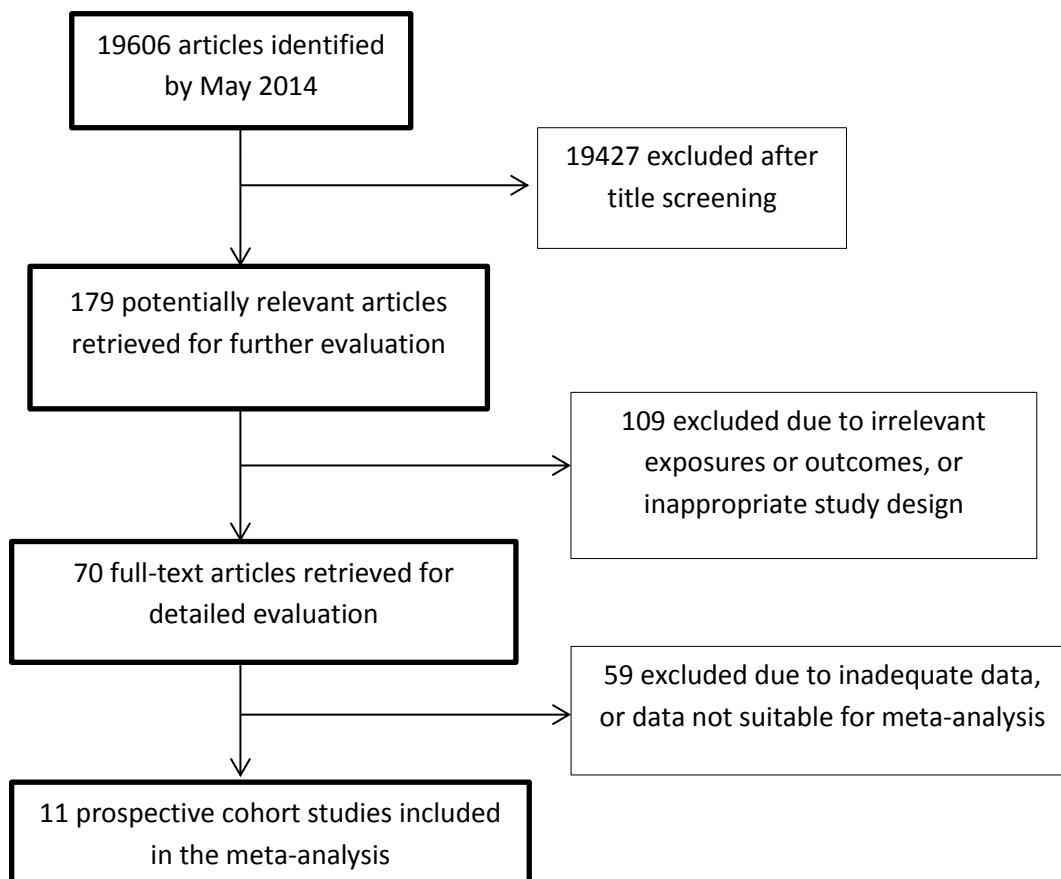 19606 articles identified
by May 2014
19427 excluded after
title screening
179 potentially relevant articles
retrieved for further evaluation
109 excluded due to irrelevant
exposures or outcomes, or
inappropriate study design
70 full-text articles retrieved for
detailed evaluation
59 excluded due to inadequate data,
or data not suitable for meta-analysis
11 prospective cohort studies included
in the meta-analysis